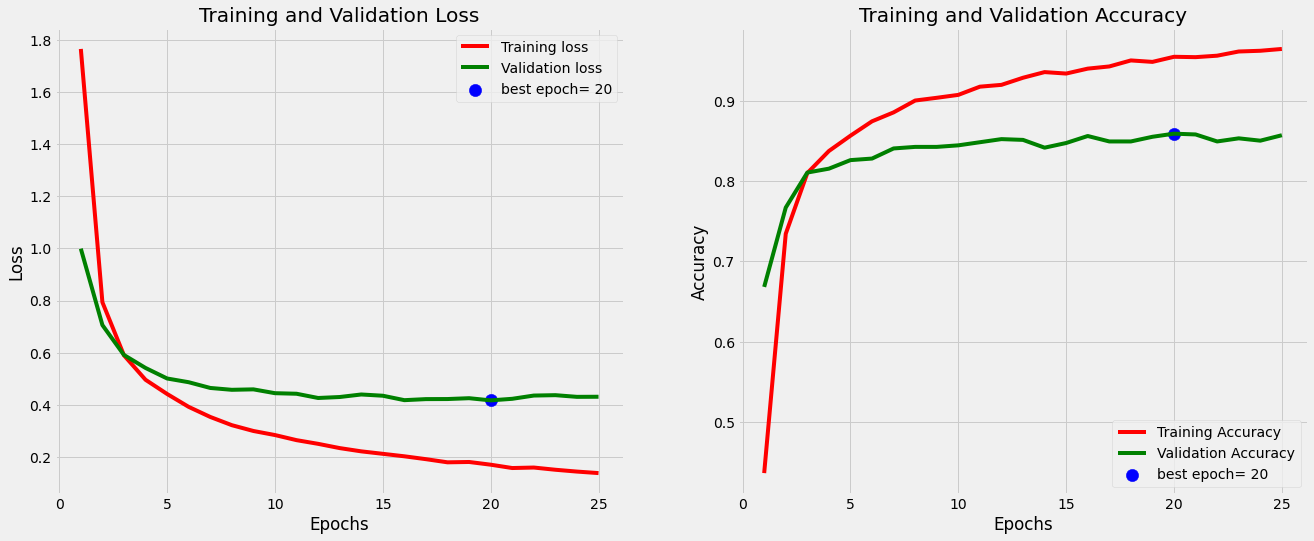 Training and Validation Loss
1.8
1.6
1.4
1.2
1.0
0.8
0.6
0.4
0.2
Loss
0 5 10 15 20 25
Epochs
Training loss
Validation loss
best epoch= 20
Training and Validation Accuracy
0.9
0.8
0.7
0.6
0.5
Accuracy
0 5 10 15 20 25
Epochs
Training Accuracy
Validation Accuracy
best epoch= 20